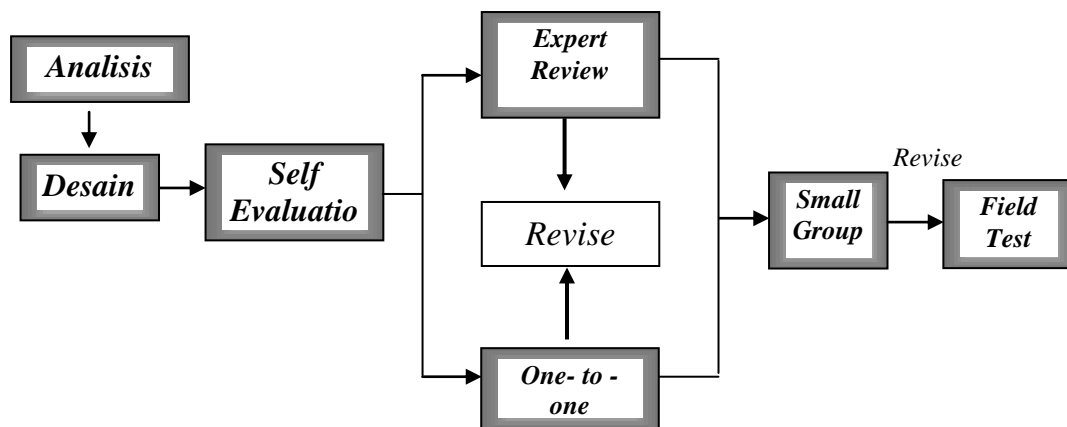 Analisis
Desain
Self
Evaluatio
Expert
Review
Revise
One- to -
one
Small
Group
Revise
Field
Test